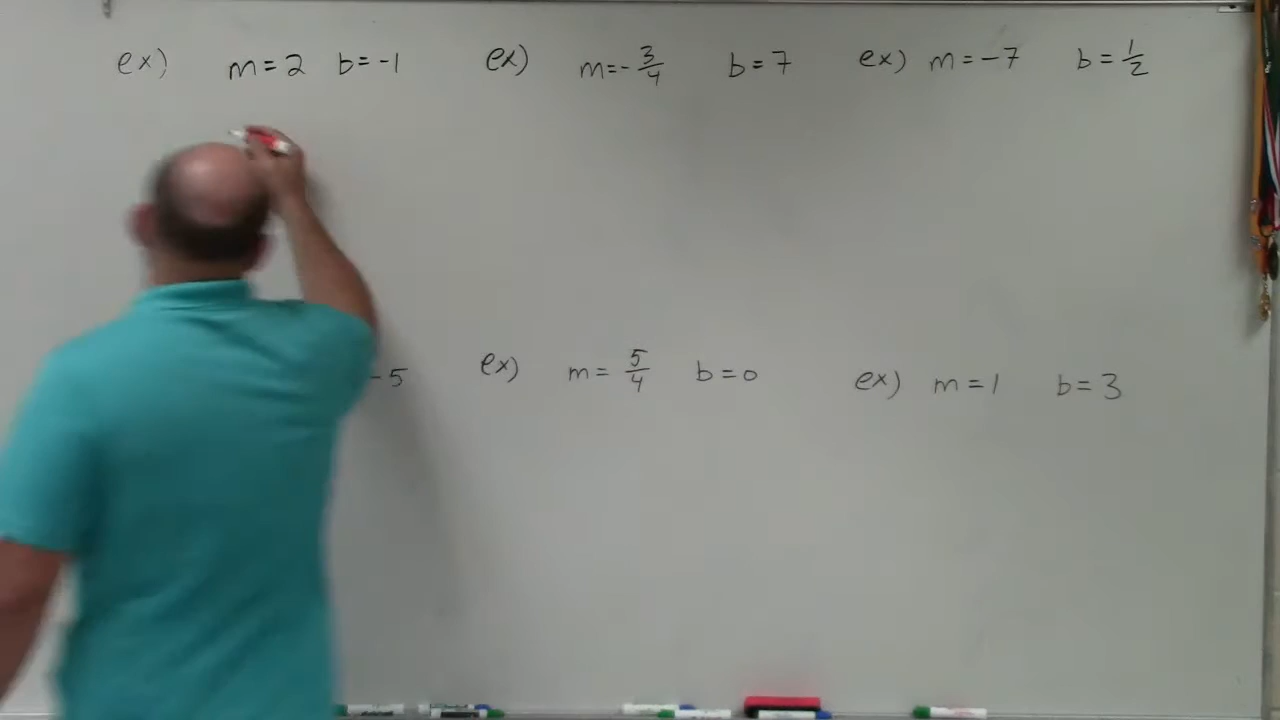 ex) m=2 b=-1
ex) m=-3/4 b=7
ex) m=-7 b=1/2
-5
ex) m=5/4 b=0
ex) m=1 b=3